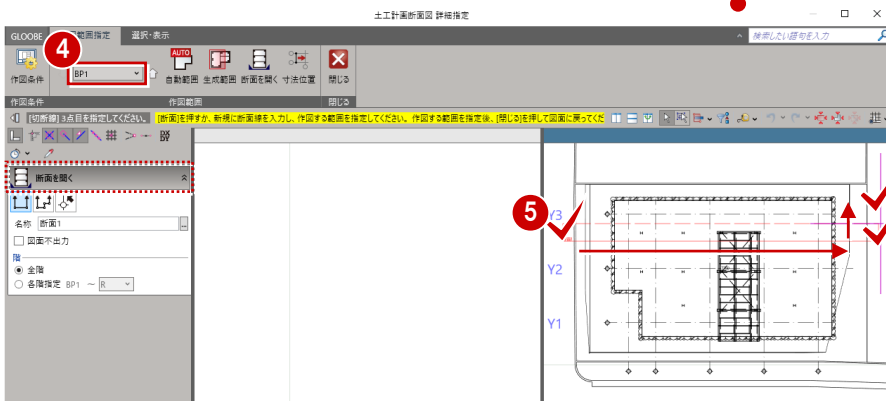 土工計画断面図 詳細指定
GLOOBE 範囲指定 選択・表示 検索したい語句を入力
4
作図条件 BP1 自動範囲 生成範囲 断面を開く 寸法位置 閉じる
AUTO
作図条件 作図範囲 閉じる
[切断線] 3点目を指定してください。 [断面]を押すか、新規に断面線を入力し、作図する範囲を指定してください。作図する範囲を指定後、[閉じる]を押して図面に戻ってくだ
断面を開く
名称 断面1
図面不出力
階
全階
各階指定 BP1 ～ R
5
Y3
Y2
Y1